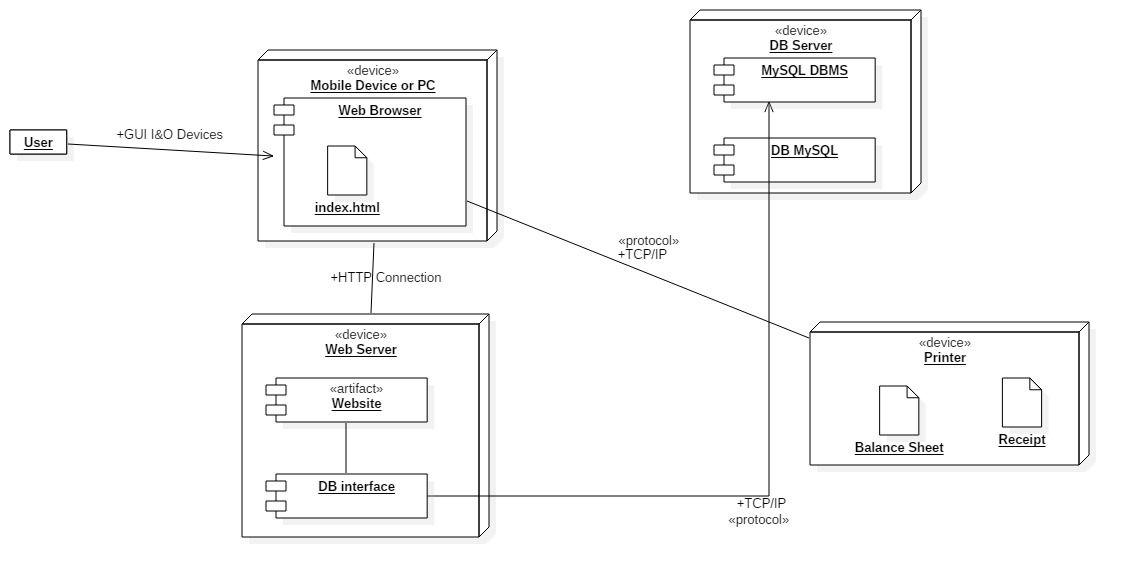 «device»
DB Server
MySQL DBMS
DB MySQL
«device»
Mobile Device or PC
Web Browser
index.html
User
+GUI I&O Devices
«protocol»
+TCP/IP
+HTTP Connection
«device»
Web Server
«artifact»
Website
DB interface
«device»
Printer
Balance Sheet
Receipt
+TCP/IP
«protocol»